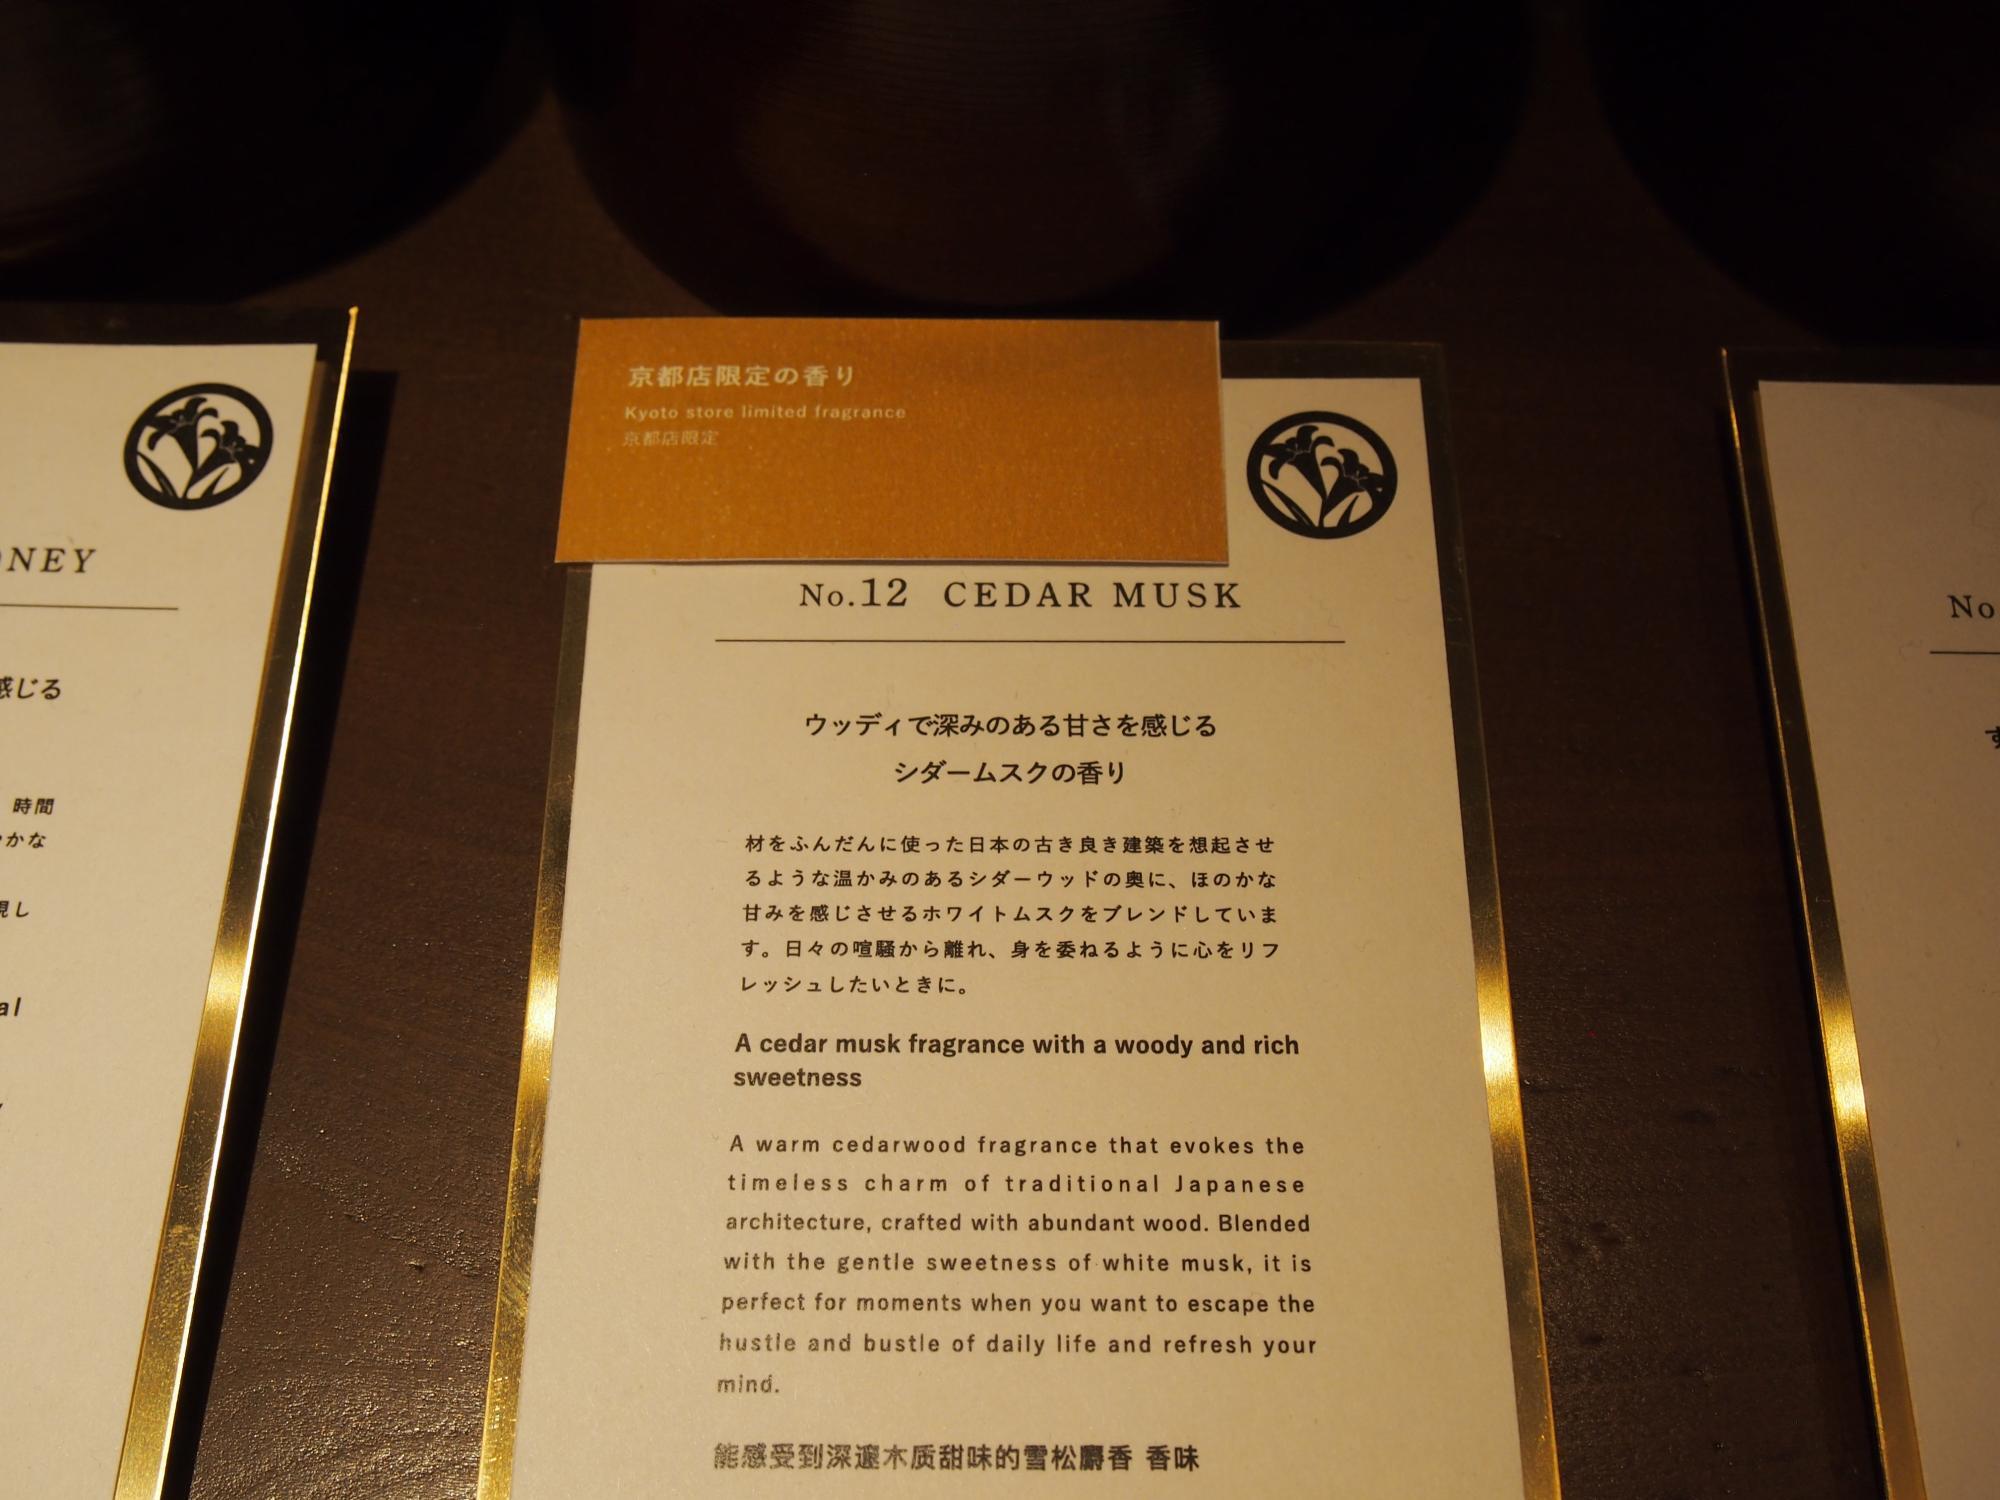 ONEY
感じる
時間
やかな
現し
al
京都店限定の香り
Kyoto store limited fragrance
京都店限定
No.12 CEDAR MUSK
ウッディで深みのある甘さを感じる
シダームスクの香り
材をふんだんに使った日本の古き良き建築を想起させ
るような温かみのあるシダーウッドの奥に、ほのかな
甘みを感じさせるホワイトムスクをブレンドしていま
す。日々の喧騒から離れ、身を委ねるように心をリフ
レッシュしたいときに。
A cedar musk fragrance with a woody and rich
sweetness
A warm cedarwood fragrance that evokes the
timeless charm of traditional Japanese
architecture, crafted with abundant wood. Blended
with the gentle sweetness of white musk, it is
perfect for moments when you want to escape the
hustle and bustle of daily life and refresh your
mind.
能感受到深邃木质甜味的雪松麝香 香味
No
す